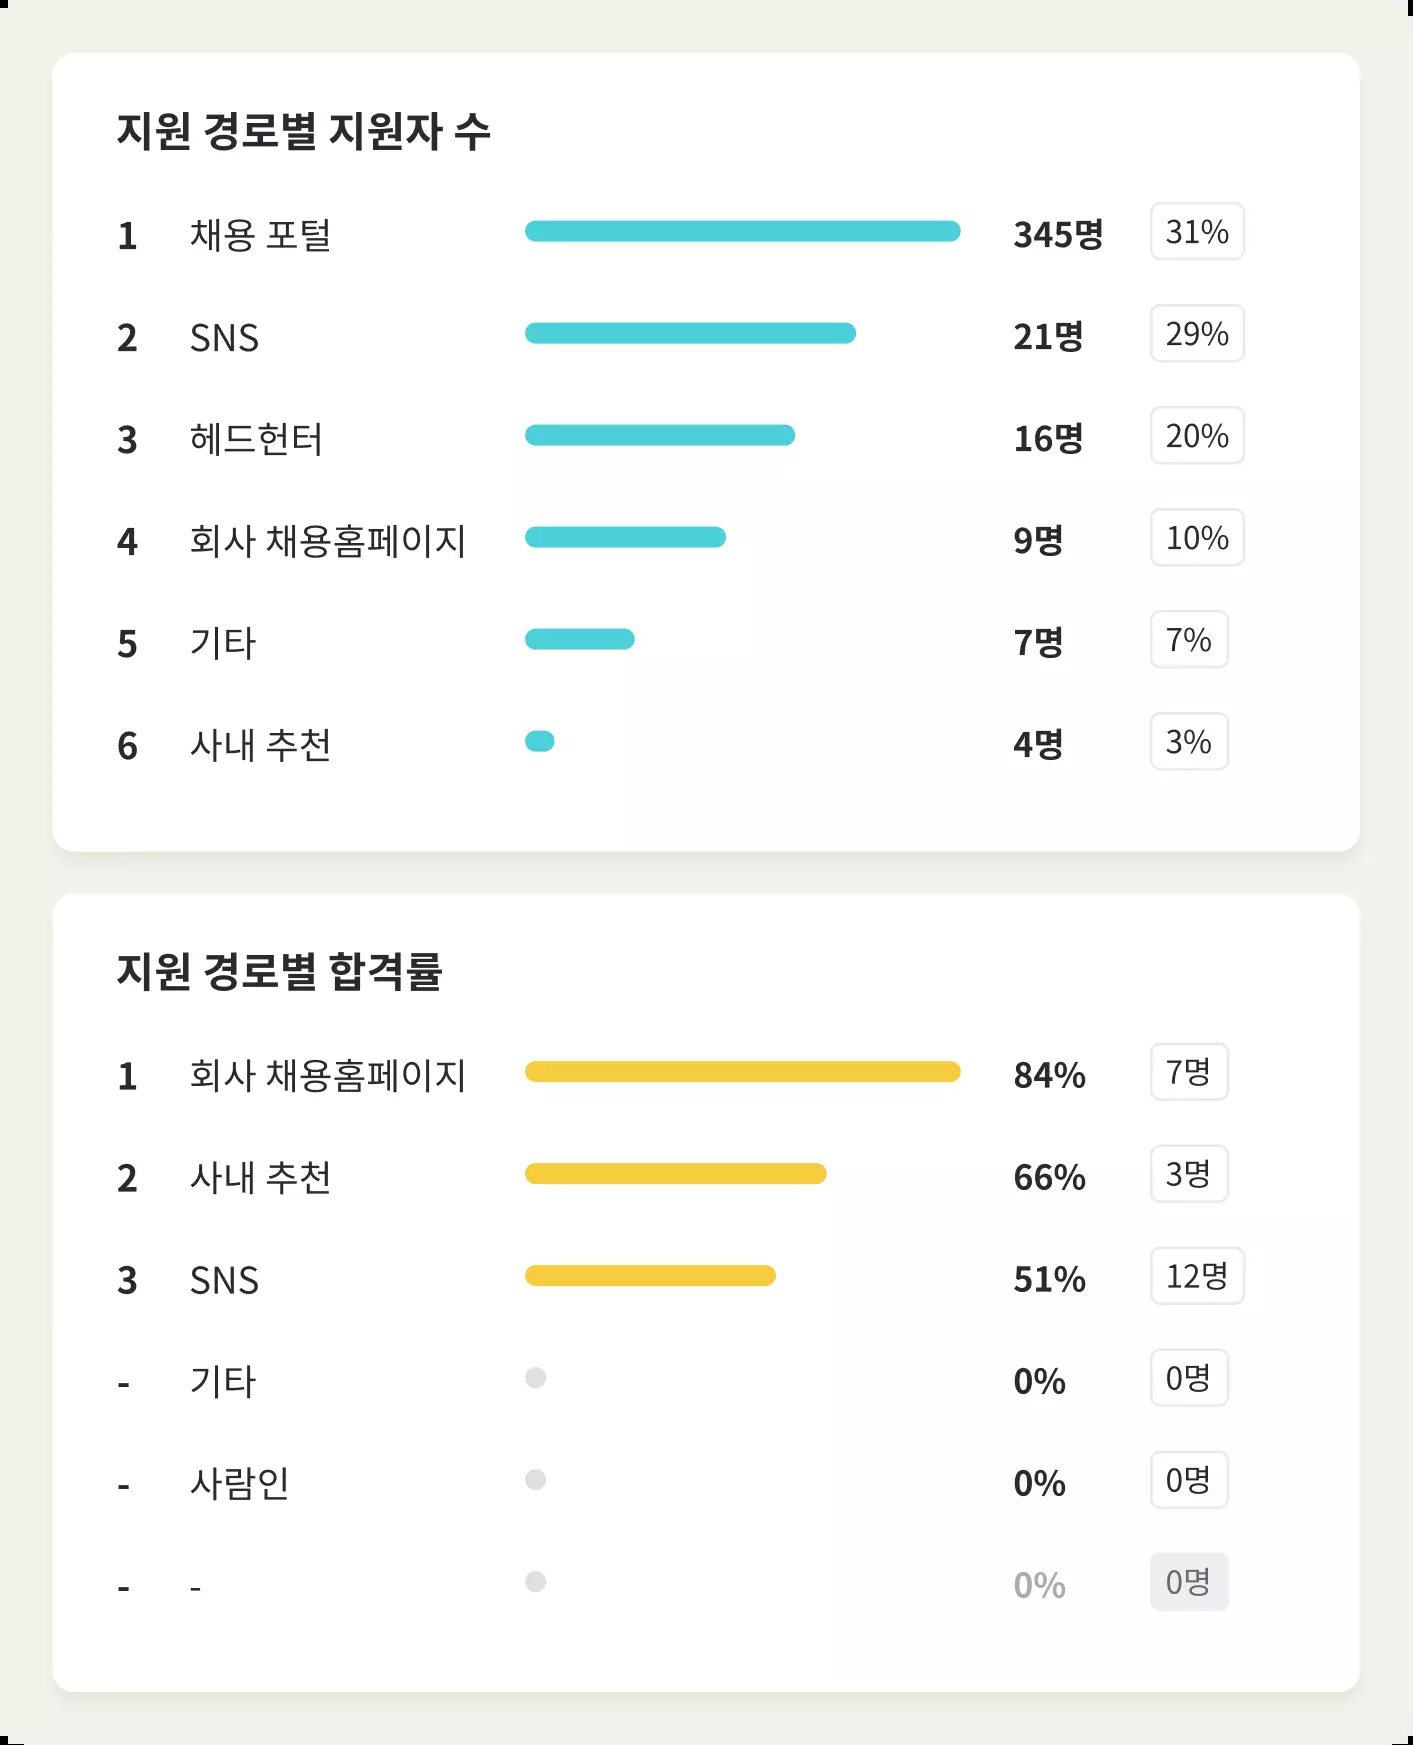 지원 경로별 지원자 수
1 채용 포털 345명 31%
2 SNS 21명 29%
3 헤드헌터 16명 20%
4 회사 채용홈페이지 9명 10%
5 기타 7명 7%
6 사내 추천 4명 3%
지원 경로별 합격률
1 회사 채용홈페이지 84% 7명
2 사내 추천 66% 3명
3 SNS 51% 12명
- 기타 0% 0명
- 사람인 0% 0명
- - 0% 0명